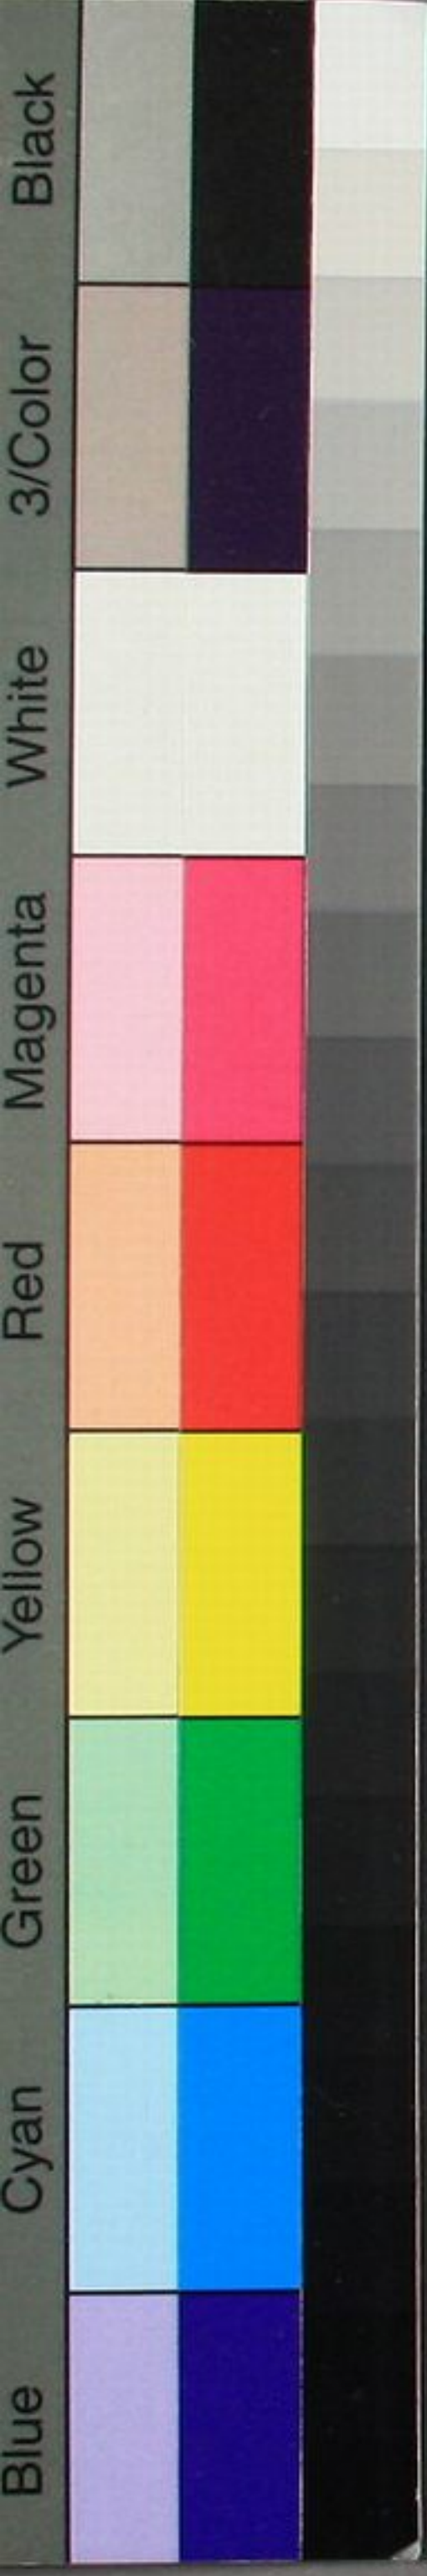 Blue
Cyan
Green
Yellow
Red
Magenta
White
3/Color
Black